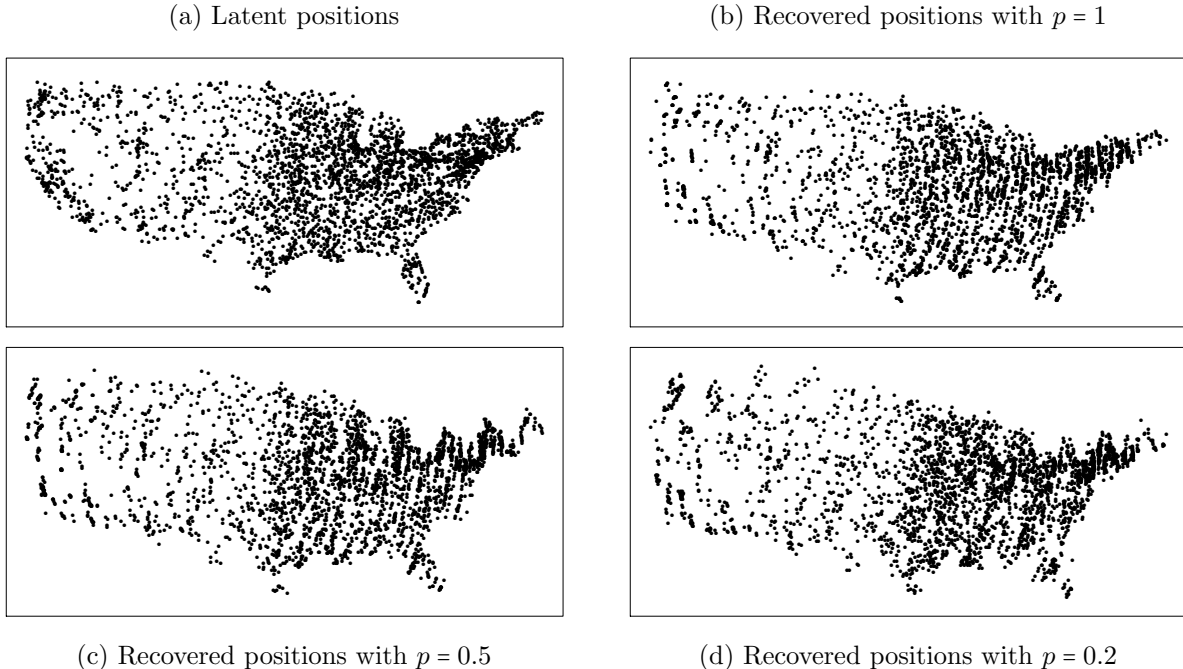 (a) Latent positions
(b) Recovered positions with p = 1
(c) Recovered positions with p = 0.5
(d) Recovered positions with p = 0.2